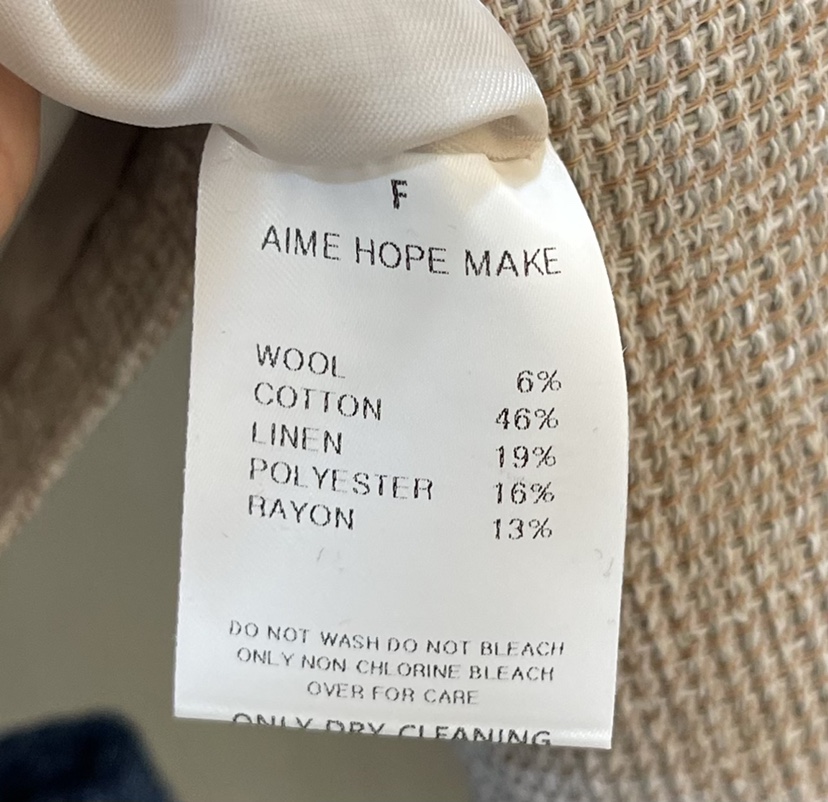 F
AIME HOPE MAKE
WOOL 6%
COTTON 46%
LINEN 19%
POLYESTER 16%
RAYON 13%
DO NOT WASH DO NOT BLEACH
ONLY NON CHLORINE BLEACH
OVER FOR CARE
ONLY DRY CLEANING